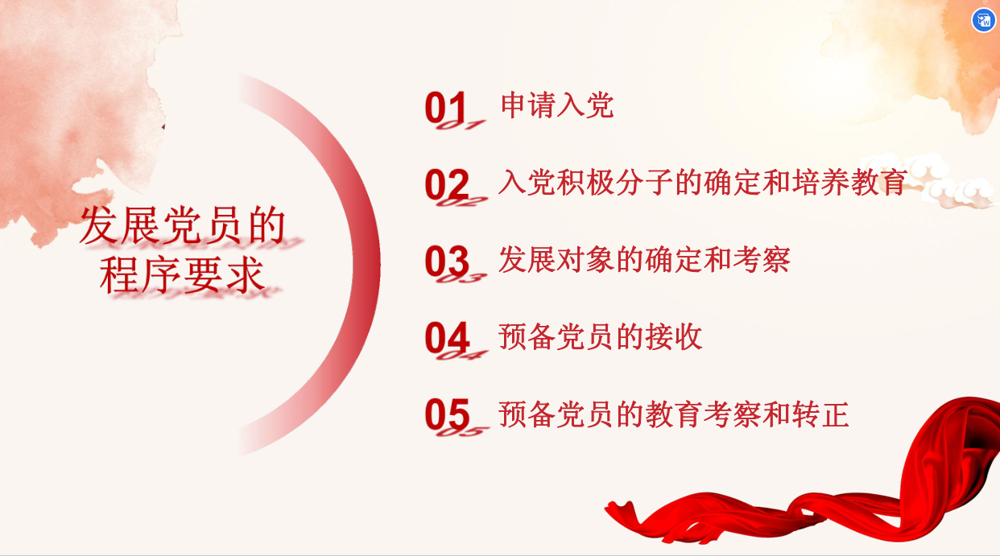 发展党员的
程序要求
01 申请入党
02 入党积极分子的确定和培养教育
03 发展对象的确定和考察
04 预备党员的接收
05 预备党员的教育考察和转正